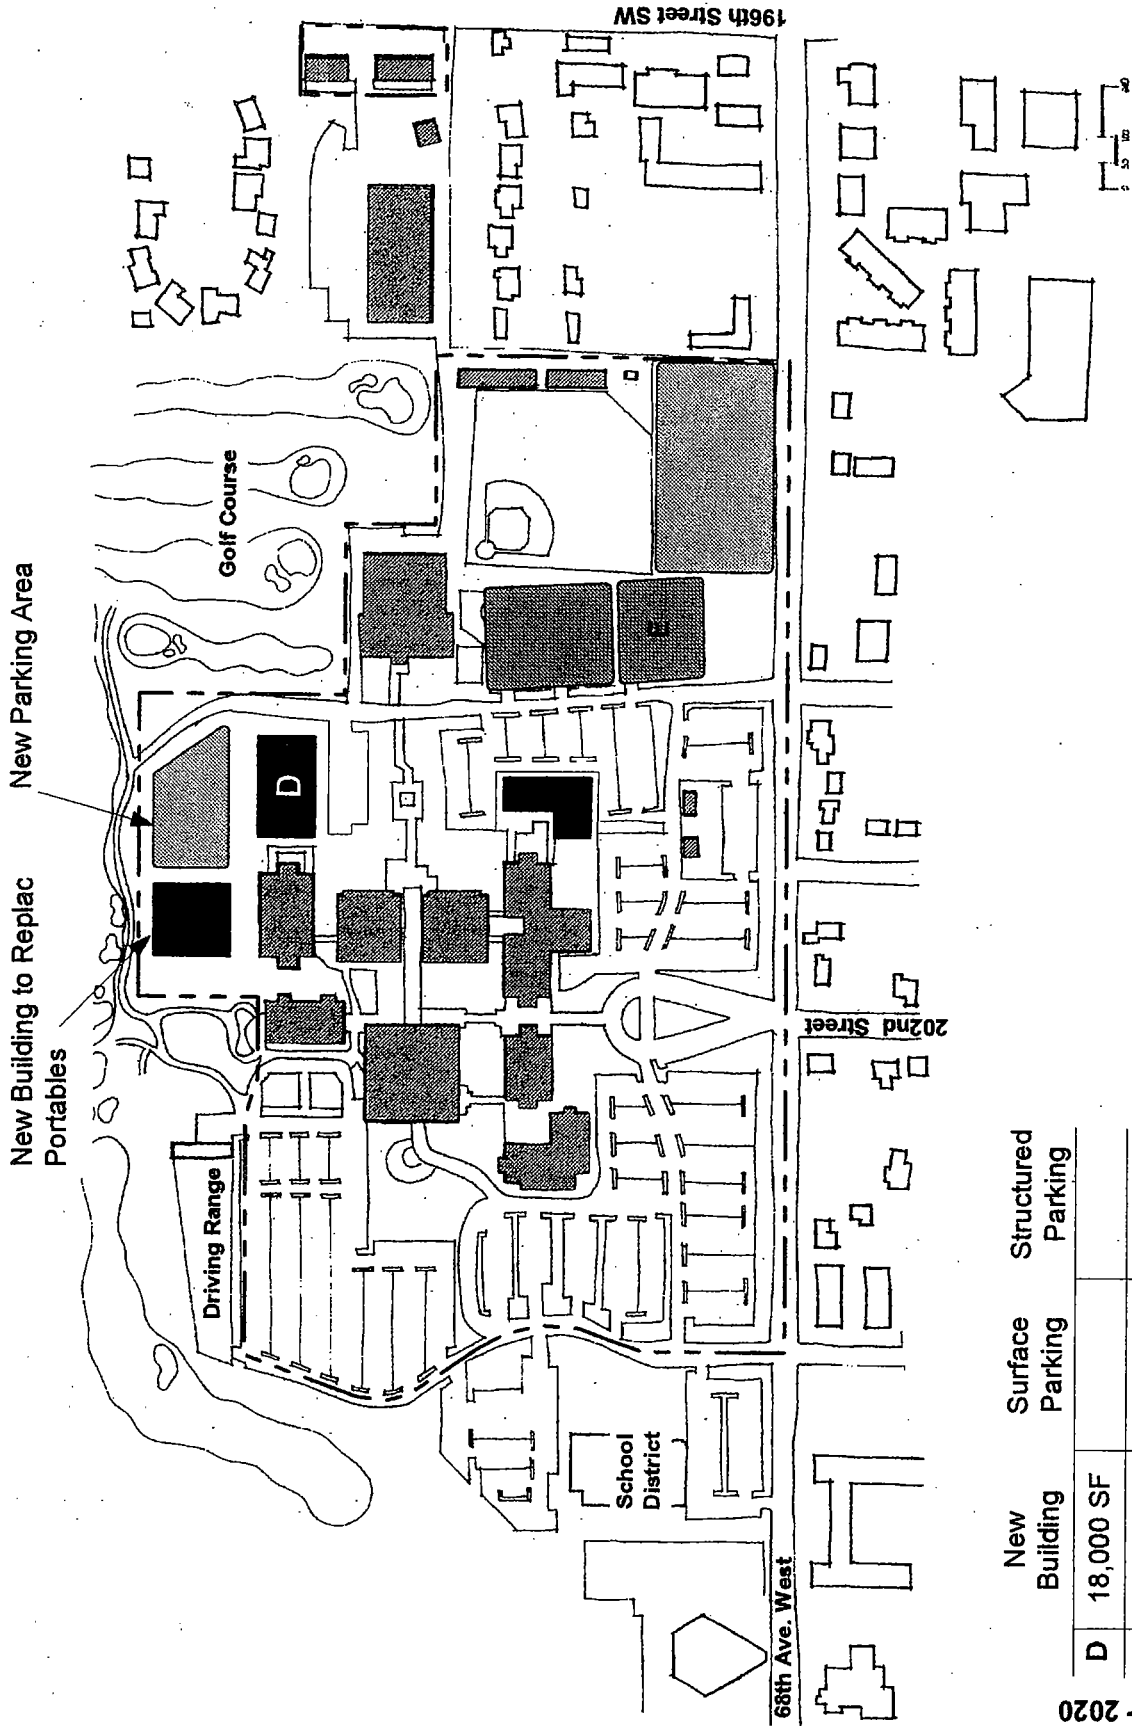 New Building to Replac
Portables
New Parking Area
Golf Course
Driving Range
D
E
196th Street SW
202nd Street
68th Ave. West
School
District
New
Building
Surface
Parking
Structured
Parking
D 18,000 SF
2020